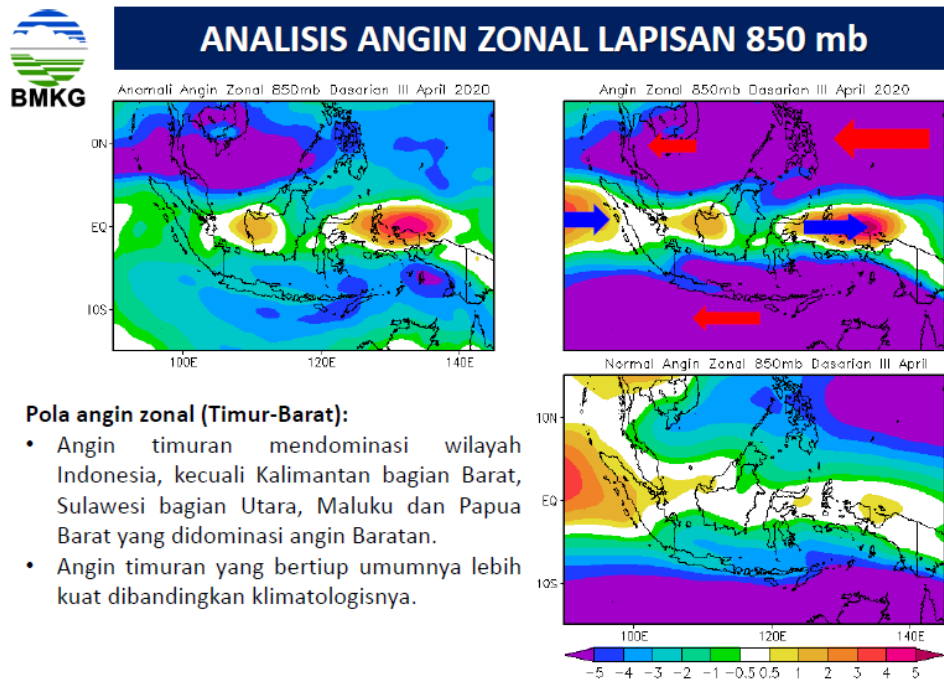 ANALISIS ANGIN ZONAL LAPISAN 850 mb
BMKG
Anomali Angin Zonal 850mb Dasarian III April 2020
0N
EQ
10S
100E 120E 140E
Angin Zonal 850mb Dasarian III April 2020
Normal Angin Zonal 850mb Dasarian III April
10N
EQ
10S
100E 120E 140E
-5 -4 -3 -2 -1 -0.5 0.5 1 2 3 4 5
Pola angin zonal (Timur-Barat):
• Angin timuran mendominasi wilayah
Indonesia, kecuali Kalimantan bagian Barat,
Sulawesi bagian Utara, Maluku dan Papua
Barat yang didominasi angin Baratan.
• Angin timuran yang bertiup umumnya lebih
kuat dibandingkan klimatologisnya.